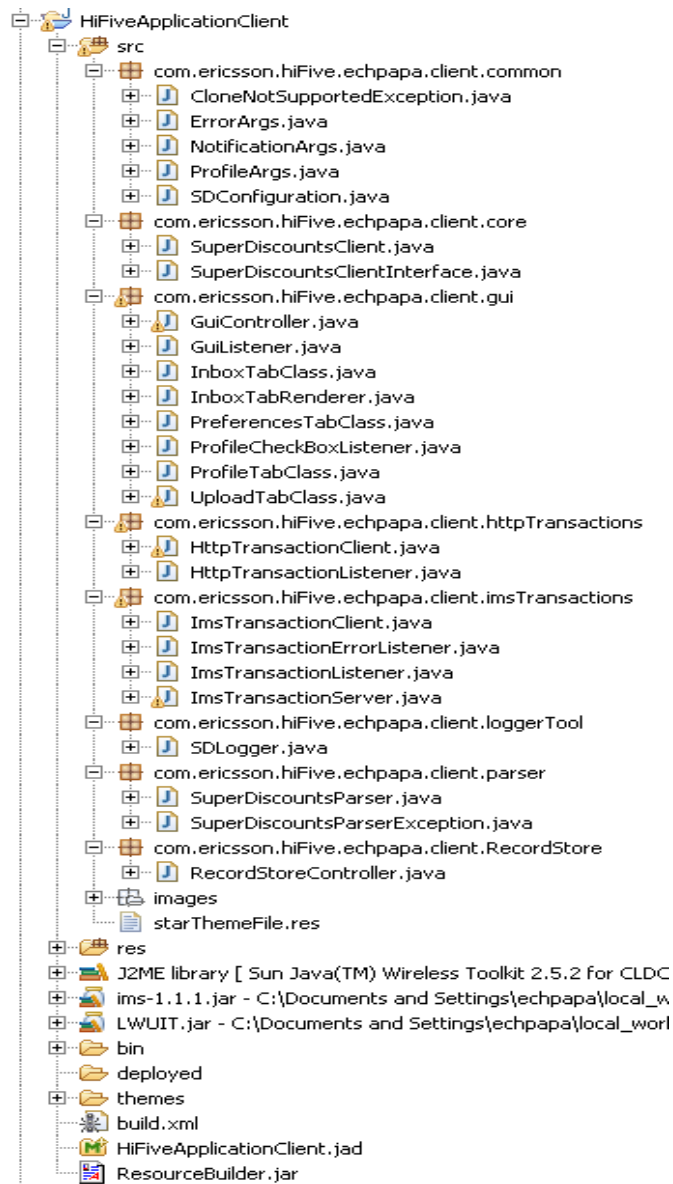 HiFiveApplicationClient
src
com.ericsson.hiFive.echpapa.client.common
CloneNotSupportedException.java
ErrorArgs.java
NotificationArgs.java
ProfileArgs.java
SDConfiguration.java
com.ericsson.hiFive.echpapa.client.core
SuperDiscountsClient.java
SuperDiscountsClientInterface.java
com.ericsson.hiFive.echpapa.client.gui
GuiController.java
GuiListener.java
InboxTabClass.java
InboxTabRenderer.java
PreferencesTabClass.java
ProfileCheckBoxListener.java
ProfileTabClass.java
UploadTabClass.java
com.ericsson.hiFive.echpapa.client.httpTransactions
HttpTransactionClient.java
HttpTransactionListener.java
com.ericsson.hiFive.echpapa.client.imsTransactions
ImsTransactionClient.java
ImsTransactionErrorListener.java
ImsTransactionListener.java
ImsTransactionServer.java
com.ericsson.hiFive.echpapa.client.loggerTool
SDLogger.java
com.ericsson.hiFive.echpapa.client.parser
SuperDiscountsParser.java
SuperDiscountsParserException.java
com.ericsson.hiFive.echpapa.client.RecordStore
RecordStoreController.java
images
starThemeFile.res
res
J2ME library [ Sun Java(TM) Wireless Toolkit 2.5.2 for CLDC
ims-1.1.1.jar - C:\Documents and Settings\echpapa\local_w
LWUIT.jar - C:\Documents and Settings\echpapa\local_worl
bin
deployed
themes
build.xml
HiFiveApplicationClient.jad
ResourceBuilder.jar